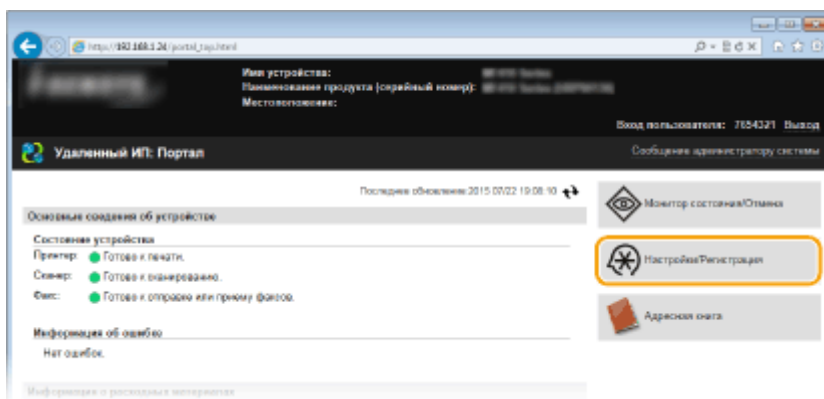 http://192.168.1.24/portal_top.html
Имя устройства:
Наименование продукта (серийный номер):
Местоположение:
Вход пользователя: 7654321 Выход
Удаленный ИП: Портал
Сообщение администратору системы
Последнее обновление: 2015 07/22 19:08:10
Монитор состояния/Отмена
Основные сведения об устройстве
Состояние устройства
Принтер: Готово к печати.
Настройки/Регистрация
Сканер: Готово к сканированию.
Факс: Готово к отправке или приему факсов.
Адресная книга
Информация об ошибке
Нет ошибок.
Информация о расходных материалах